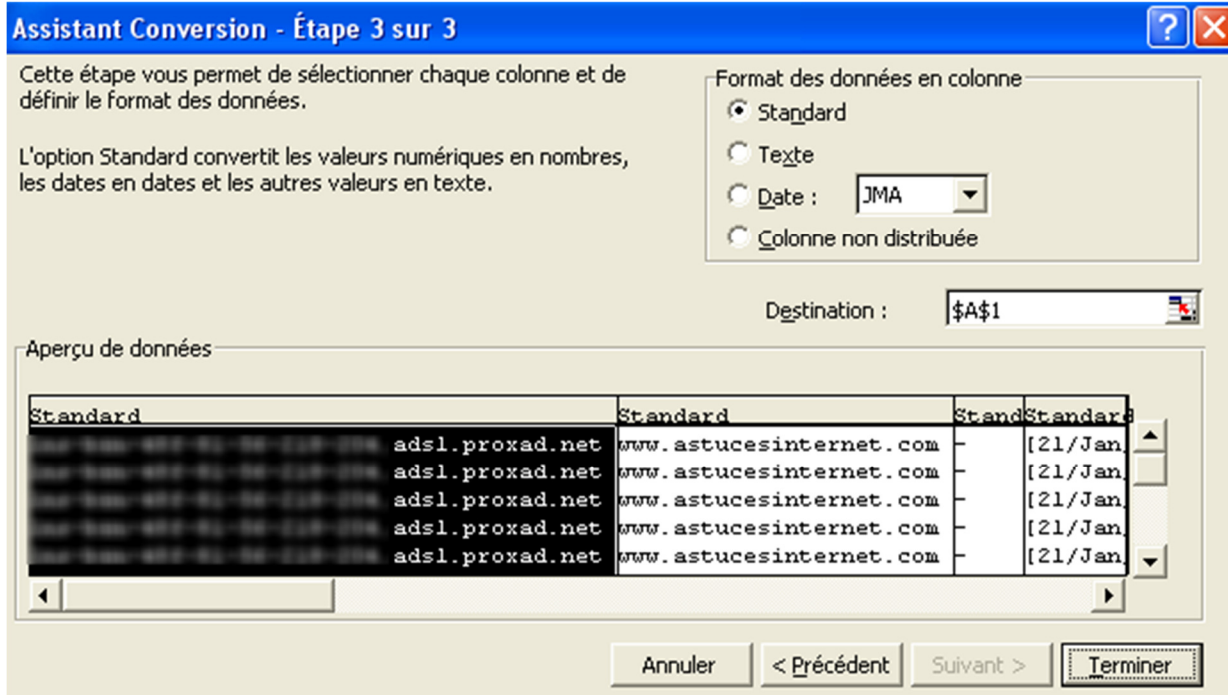 Assistant Conversion - Étape 3 sur 3
Cette étape vous permet de sélectionner chaque colonne et de
définir le format des données.
L'option Standard convertit les valeurs numériques en nombres,
les dates en dates et les autres valeurs en texte.
Format des données en colonne
Standard
Texte
Date : JMA
Colonne non distribuée
Destination : $A$1
Aperçu de données
Standard Standard Stand Standard
adsl.proxad.net www.astucesinternet.com - [21/Jan
adsl.proxad.net www.astucesinternet.com - [21/Jan
adsl.proxad.net www.astucesinternet.com - [21/Jan
adsl.proxad.net www.astucesinternet.com - [21/Jan
adsl.proxad.net www.astucesinternet.com - [21/Jan
Annuler < Précédent Suivant > Terminer